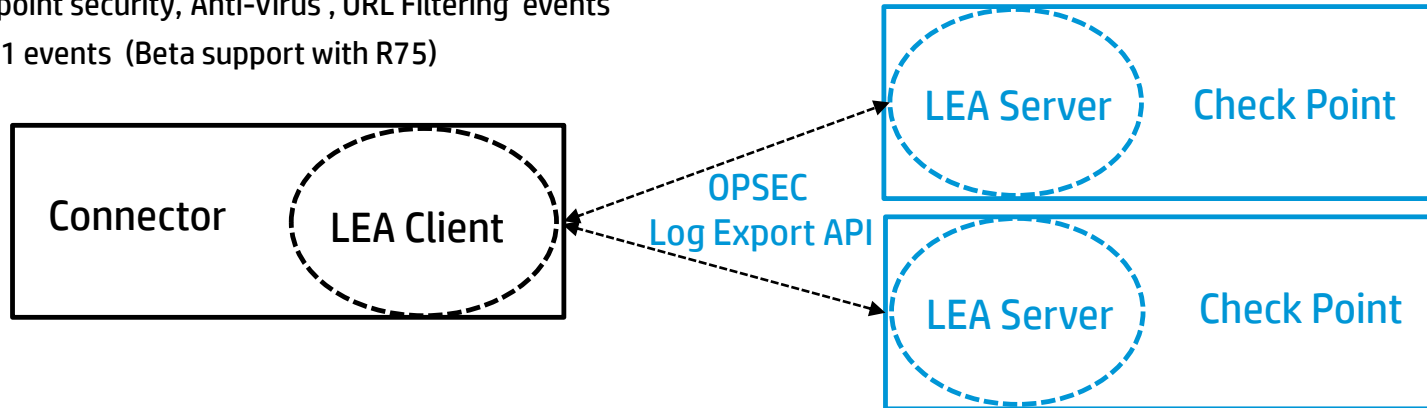 point security, Anti-Virus , URL Filtering events
1 events (Beta support with R75)
LEA Server Check Point
Connector LEA Client
OPSEC
Log Export API
LEA Server Check Point